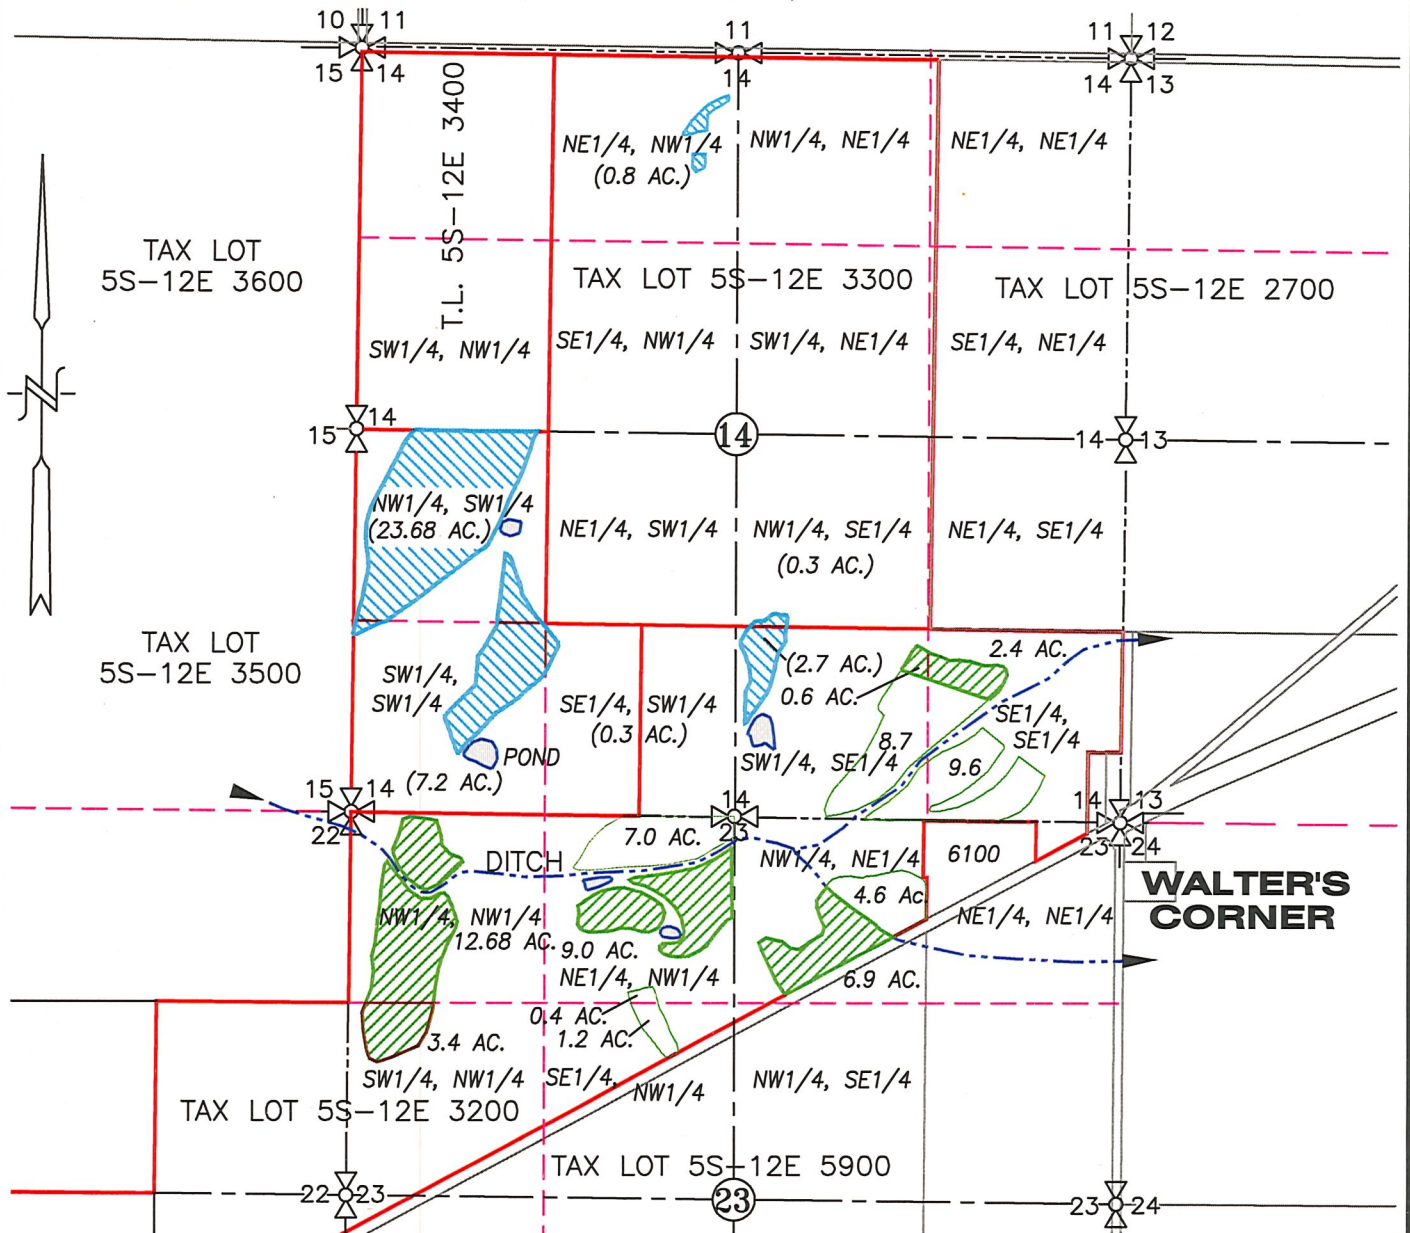 10 11
11
11 12
15 14
14
14 13
T.L. 5S-12E 3400
NE1/4, NW1/4
(0.8 AC.)
NW1/4, NE1/4
NE1/4, NE1/4
TAX LOT
5S-12E 3600
TAX LOT 5S-12E 3300
TAX LOT 5S-12E 2700
SW1/4, NW1/4
SE1/4, NW1/4
SW1/4, NE1/4
SE1/4, NE1/4
N
15 14
14
14 13
NW1/4, SW1/4
(23.68 AC.)
NE1/4, SW1/4
NW1/4, SE1/4
(0.3 AC.)
NE1/4, SE1/4
TAX LOT
5S-12E 3500
SW1/4,
SW1/4
SE1/4, SW1/4
(0.3 AC.)
(2.7 AC.)
0.6 AC.
2.4 AC.
SE1/4,
SE1/4
8.7
9.6
SW1/4, SE1/4
POND
(7.2 AC.)
15 14
22
14
23
14 13
23 24
DITCH
7.0 AC.
NW1/4, NE1/4
6100
4.6 Ac.
WALTER'S
CORNER
NW1/4, NW1/4
12.68 AC.
9.0 AC.
NE1/4, NW1/4
NE1/4, NE1/4
6.9 AC.
0.4 AC.
1.2 AC.
3.4 AC.
SW1/4, NW1/4
SE1/4,
NW1/4
NW1/4, SE1/4
TAX LOT 5S-12E 3200
TAX LOT 5S-12E 5900
22 23
23
23 24